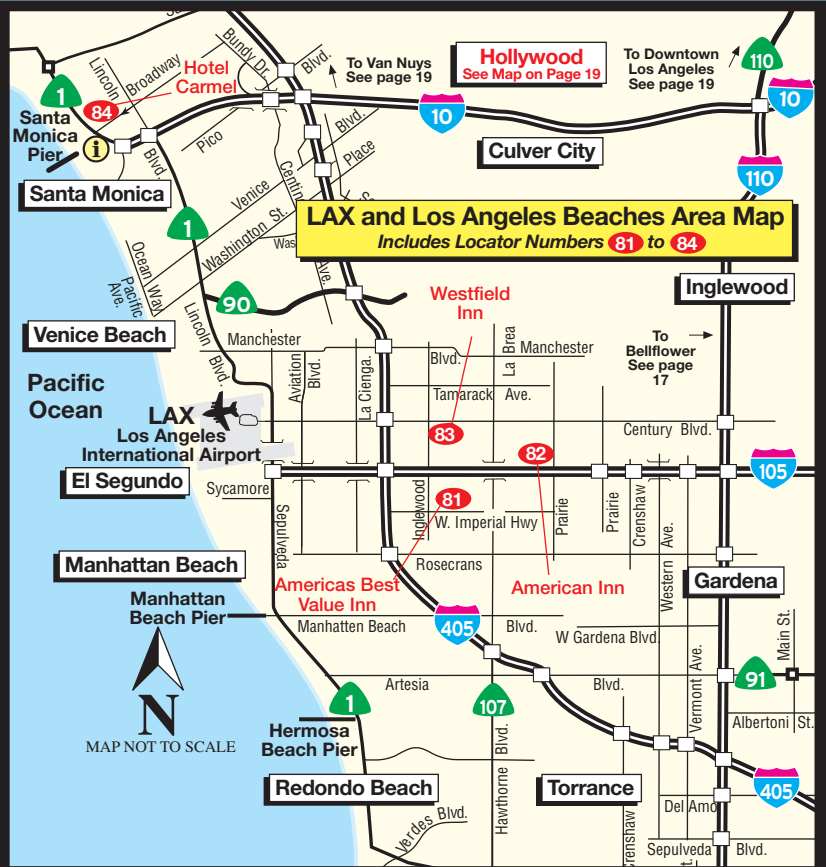 Bundy Dr.
Blvd.
To Van Nuys
See page 19
Hollywood
See Map on Page 19
To Downtown
Los Angeles
See page 19
110
10
Lincoln
Blvd.
Broadway
Hotel
Carmel
1
84
Santa
Monica
Pier
i
Pico
Blvd.
10
Culver City
110
Santa Monica
Venice
Place
Washington St.
1
LAX and Los Angeles Beaches Area Map
Includes Locator Numbers 81 to 84
Ave.
Ocean Way
Pacific
Ave.
90
Westfield
Inn
Inglewood
Venice Beach
Lincoln Blvd.
Manchester
Blvd.
La Brea
Manchester
To
Bellflower
See page
17
Aviation
Blvd.
La Cienga.
Tamarack Ave.
Pacific
Ocean
LAX
Los Angeles
International Airport
83
Century Blvd.
82
El Segundo
Sycamore
105
81
Inglewood
W. Imperial Hwy
Prairie
Prairie
Crenshaw
Western Ave.
Sepulveda
Rosecrans
Manhattan Beach
Americas Best
Value Inn
American Inn
Gardena
Manhattan
Beach Pier
Manhatten Beach
Blvd.
405
W Gardena Blvd.
Main St.
N
MAP NOT TO SCALE
Artesia
Blvd.
Vermont Ave.
91
1
107
Albertoni St.
Hermosa
Beach Pier
Hawthorne Blvd.
Redondo Beach
Torrance
405
Del Amo
Verdes Blvd.
Sepulveda Blvd.